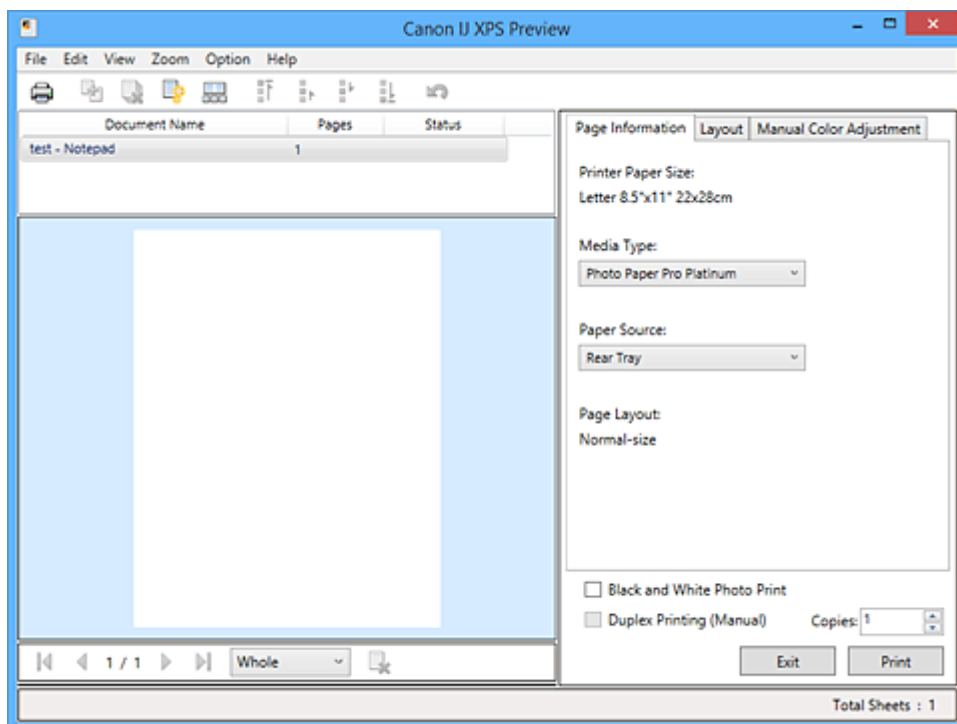 Canon IJ XPS Preview
File Edit View Zoom Option Help
Document Name Pages Status
test - Notepad 1
Page Information Layout Manual Color Adjustment
Printer Paper Size:
Letter 8.5"x11" 22x28cm
Media Type:
Photo Paper Pro Platinum
Paper Source:
Rear Tray
Page Layout:
Normal-size
Black and White Photo Print
Duplex Printing (Manual) Copies: 1
1 / 1 Whole Exit Print
Total Sheets : 1